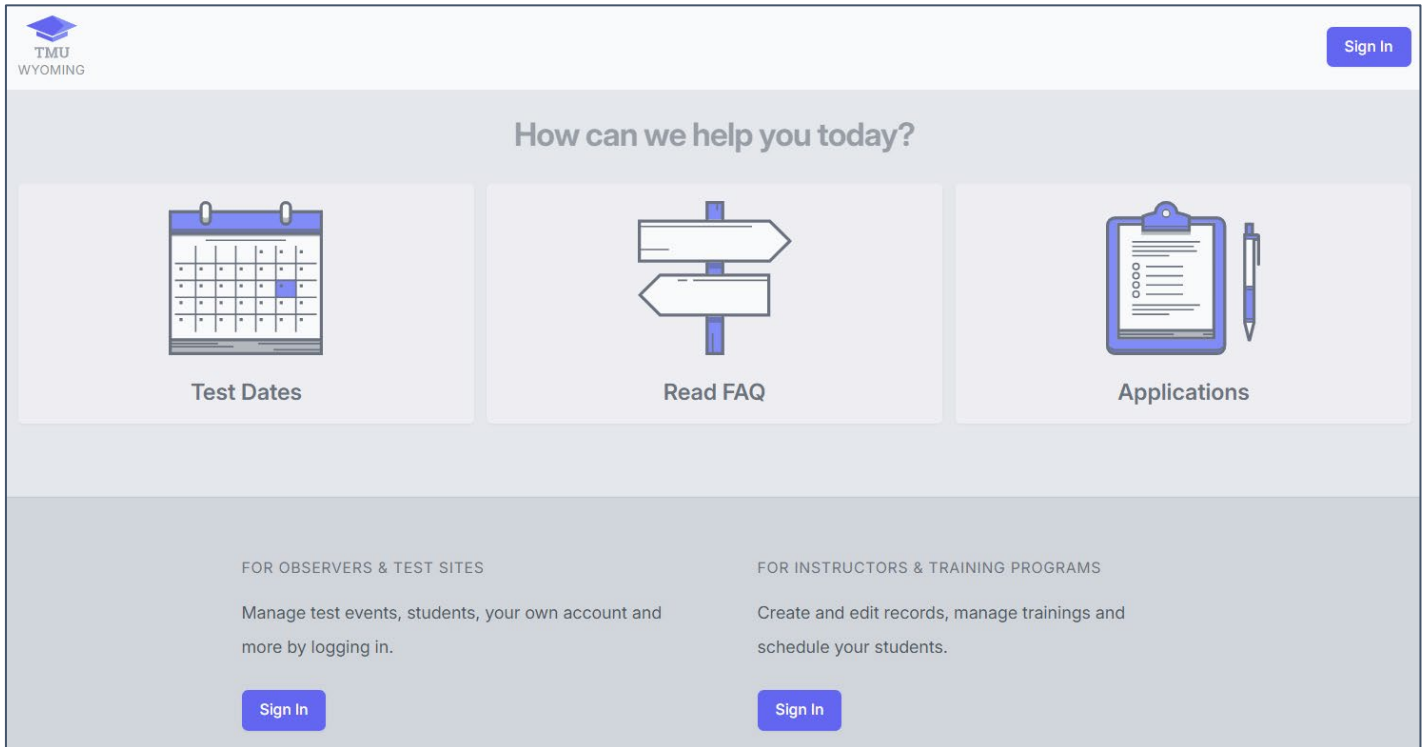 TMU
WYOMING
Sign In
How can we help you today?
Test Dates
Read FAQ
Applications
FOR OBSERVERS & TEST SITES
Manage test events, students, your own account and
more by logging in.
Sign In
FOR INSTRUCTORS & TRAINING PROGRAMS
Create and edit records, manage trainings and
schedule your students.
Sign In